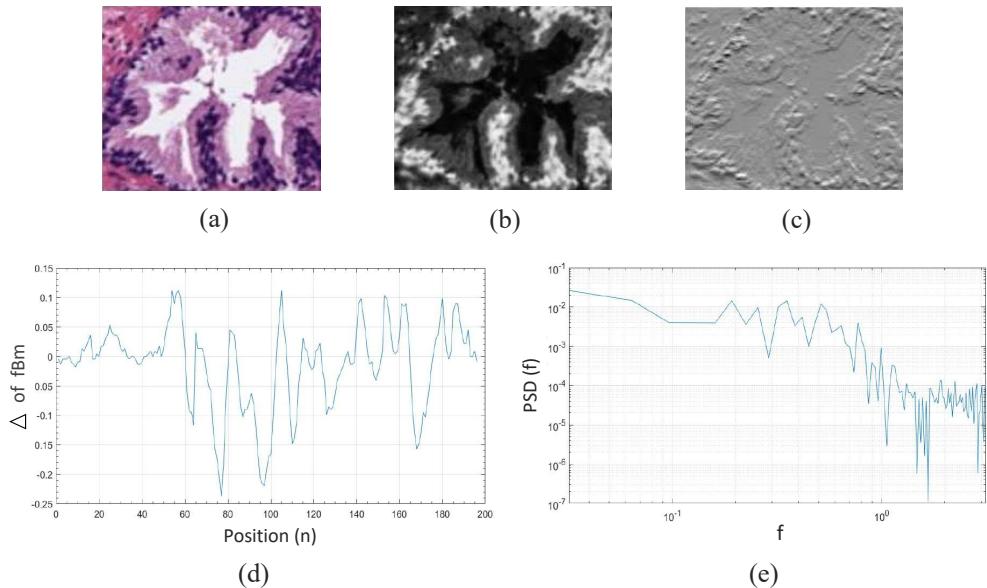 (a)
(b)
(c)
0.15
0.1
0.05
0
0.05
-0.1
-0.15
-0.2
-0.25
△ of fBm
0 20 40 60 80 100 120 140 160 180 200
Position (n)
(d)
10^-1
10^-2
10^-3
10^-4
10^-5
10^-6
10^-7
PSD (f)
10^-1 10^0
f
(e)